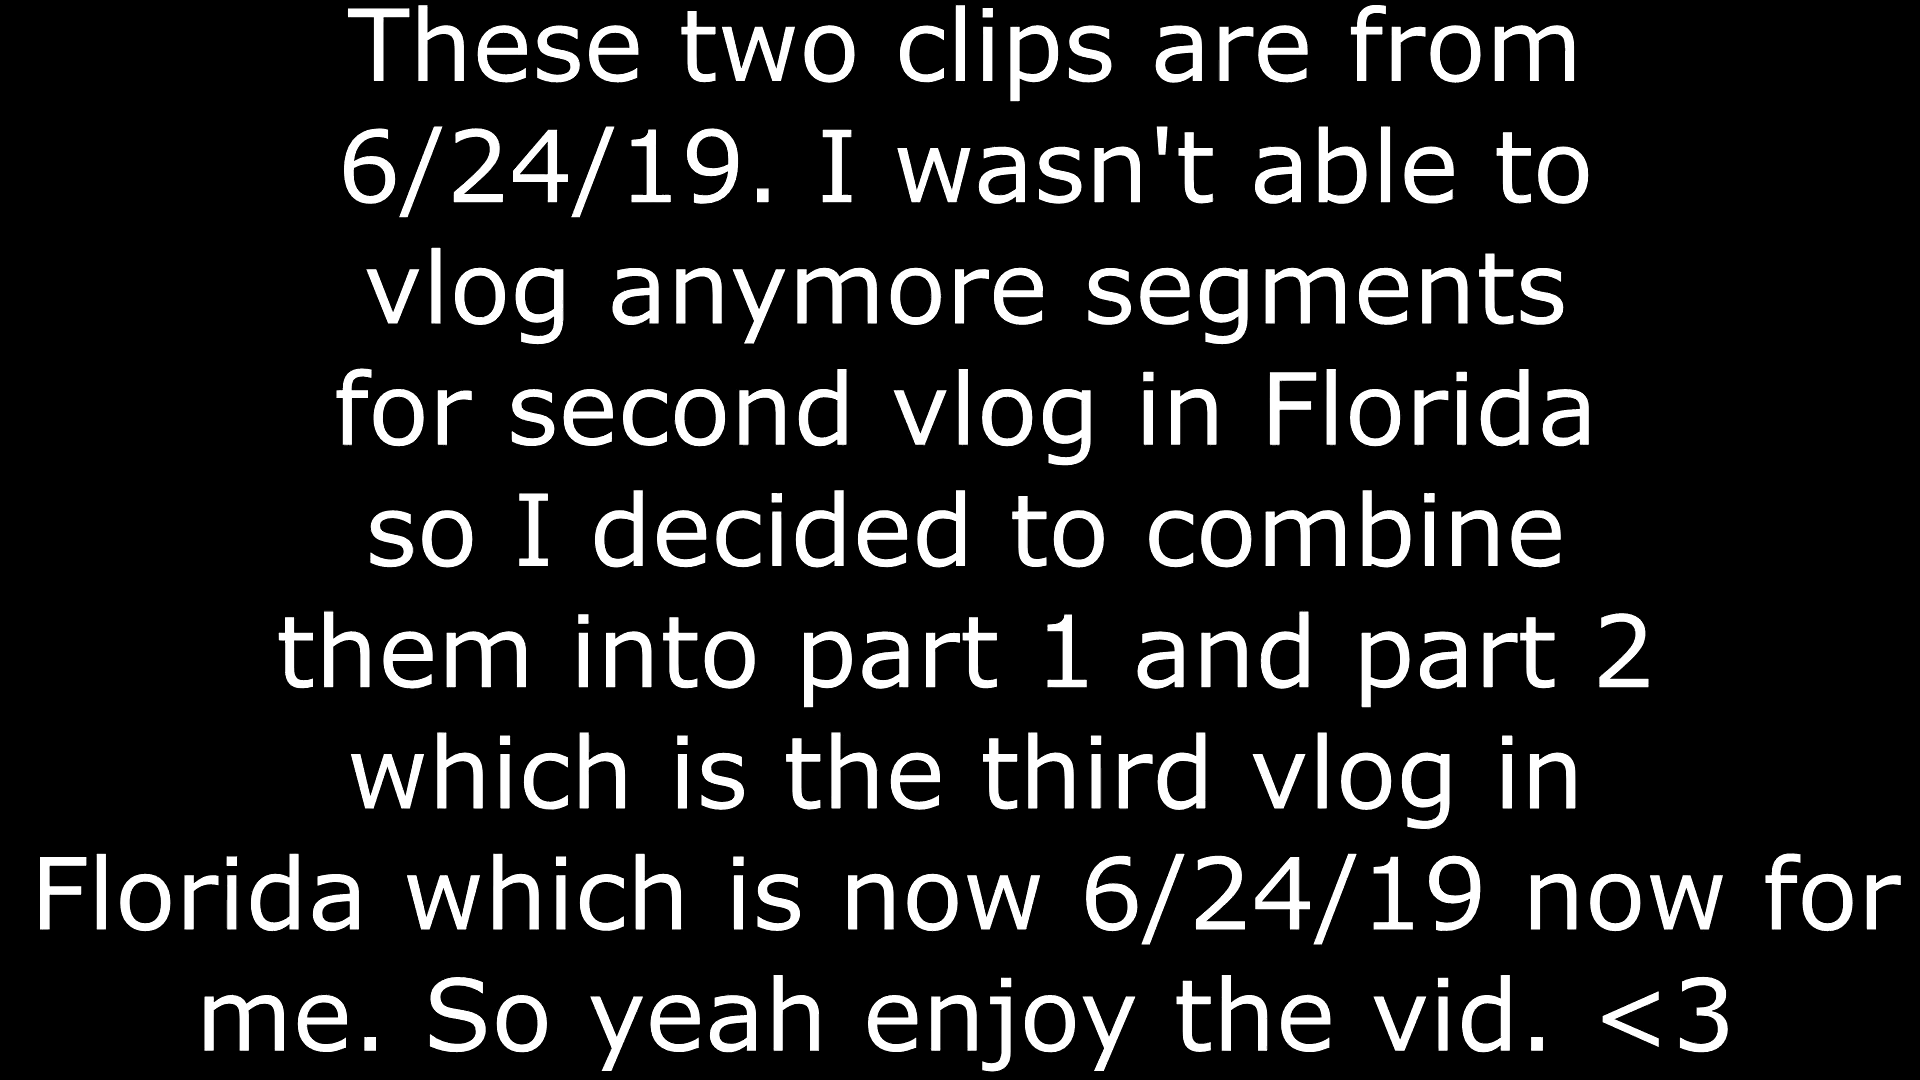 These two clips are from
6/24/19. I wasn't able to
vlog anymore segments
for second vlog in Florida
so I decided to combine
them into part 1 and part 2
which is the third vlog in
Florida which is now 6/24/19 now for
me. So yeah enjoy the vid. <3